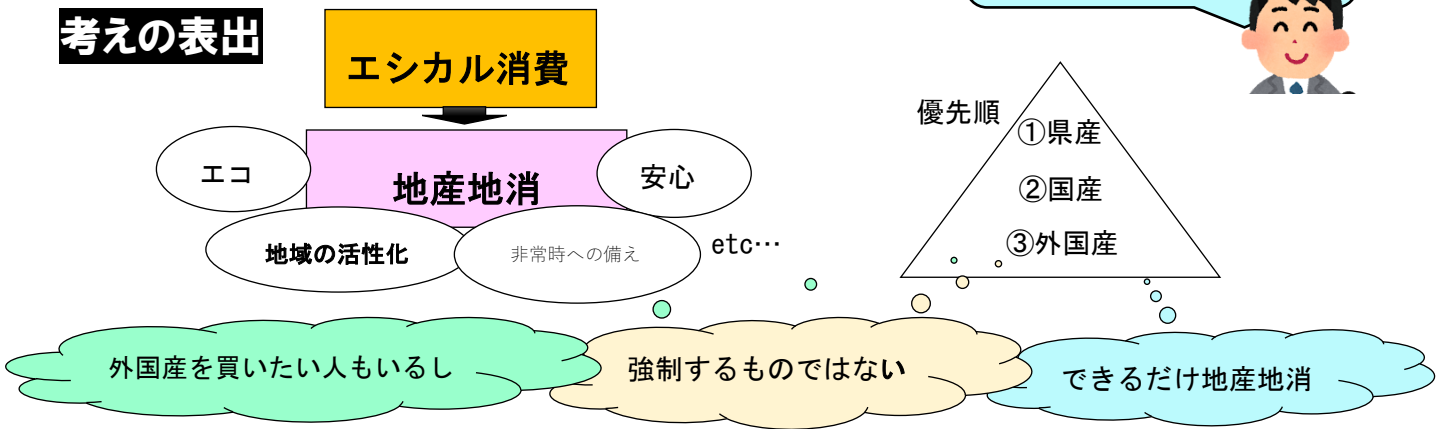 考えの表出
エシカル消費
地産地消
エコ
安心
地域の活性化
非常時への備え
etc…
優先順
①県産
②国産
③外国産
外国産を買いたい人もいるし
強制するものではない
できるだけ地産地消